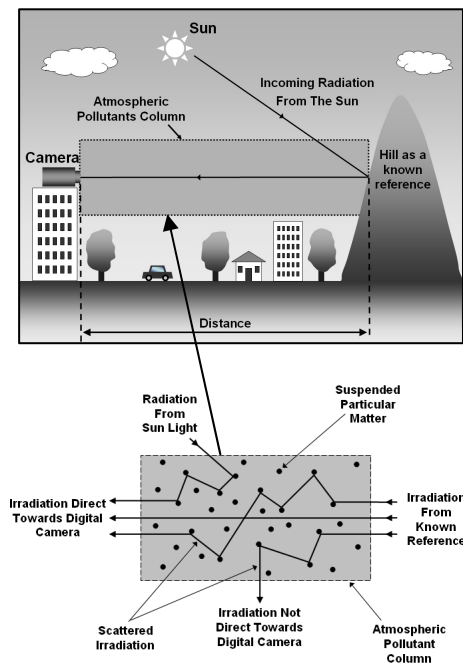 Sun
Incoming Radiation
From The Sun
Atmospheric
Pollutants Column
Camera
Hill as a
known
reference
Distance
Radiation
From
Sun Light
Suspended
Particular
Matter
Irradiation Direct
Towards Digital
Camera
Irradiation
From
Known
Reference
Scattered
Irradiation
Irradiation Not
Direct Towards
Digital Camera
Atmospheric
Pollutant
Column